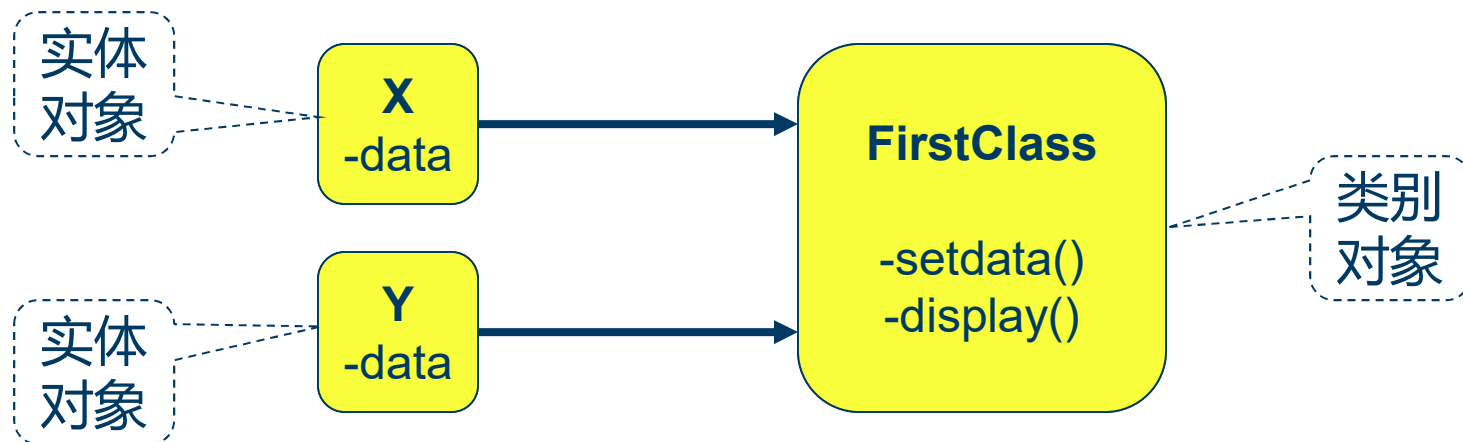 实体
对象
X
-data
FirstClass
-setdata()
-display()
类别
对象
实体
对象
Y
-data